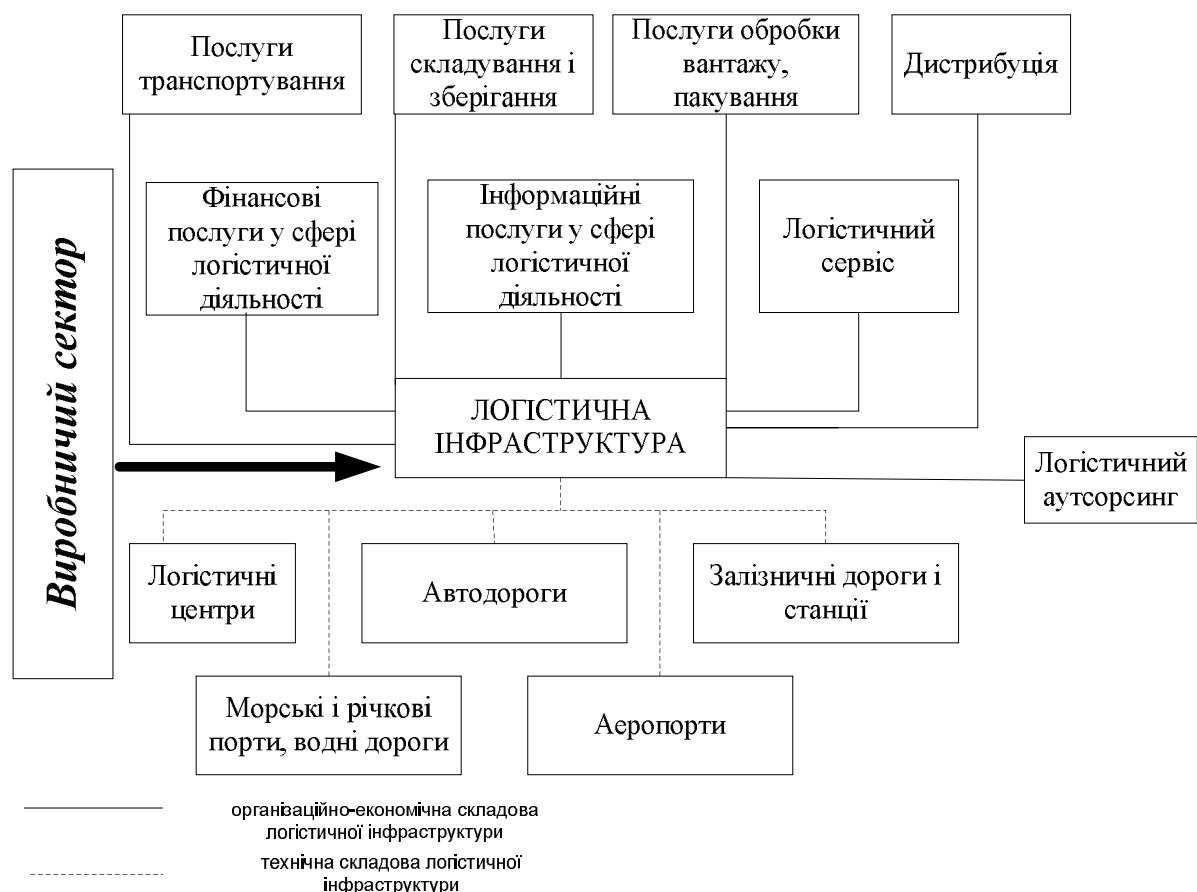 Послуги
транспортування
Послуги
складування і
зберігання
Послуги обробки
вантажу,
пакування
Дистрибуція
Виробничий сектор
Фінансові
послуги у сфері
логістичної
діяльності
Інформаційні
послуги у сфері
логістичної
діяльності
Логістичний
сервіс
ЛОГІСТИЧНА
ІНФРАСТРУКТУРА
Логістичний
аутсорсинг
Логістичні
центри
Автодороги
Залізничні дороги і
станції
Морські і річкові
порти, водні дороги
Аеропорти
організаційно-економічна складова
логістичної інфраструктури
технічна складова логістичної
інфраструктури